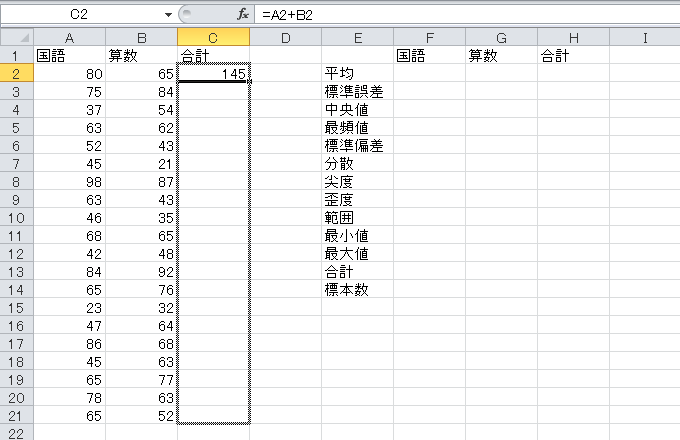 C2 fx =A2+B2
A B C D E F G H I
1 国語 算数 合計 国語 算数 合計
2 80 65 145 平均
3 75 84 標準誤差
4 37 54 中央値
5 63 62 最頻値
6 52 43 標準偏差
7 45 21 分散
8 98 87 尖度
9 63 43 歪度
10 46 35 範囲
11 68 65 最小値
12 42 48 最大値
13 84 92 合計
14 65 76 標本数
15 23 32
16 47 64
17 86 68
18 45 63
19 65 77
20 78 63
21 65 52
22